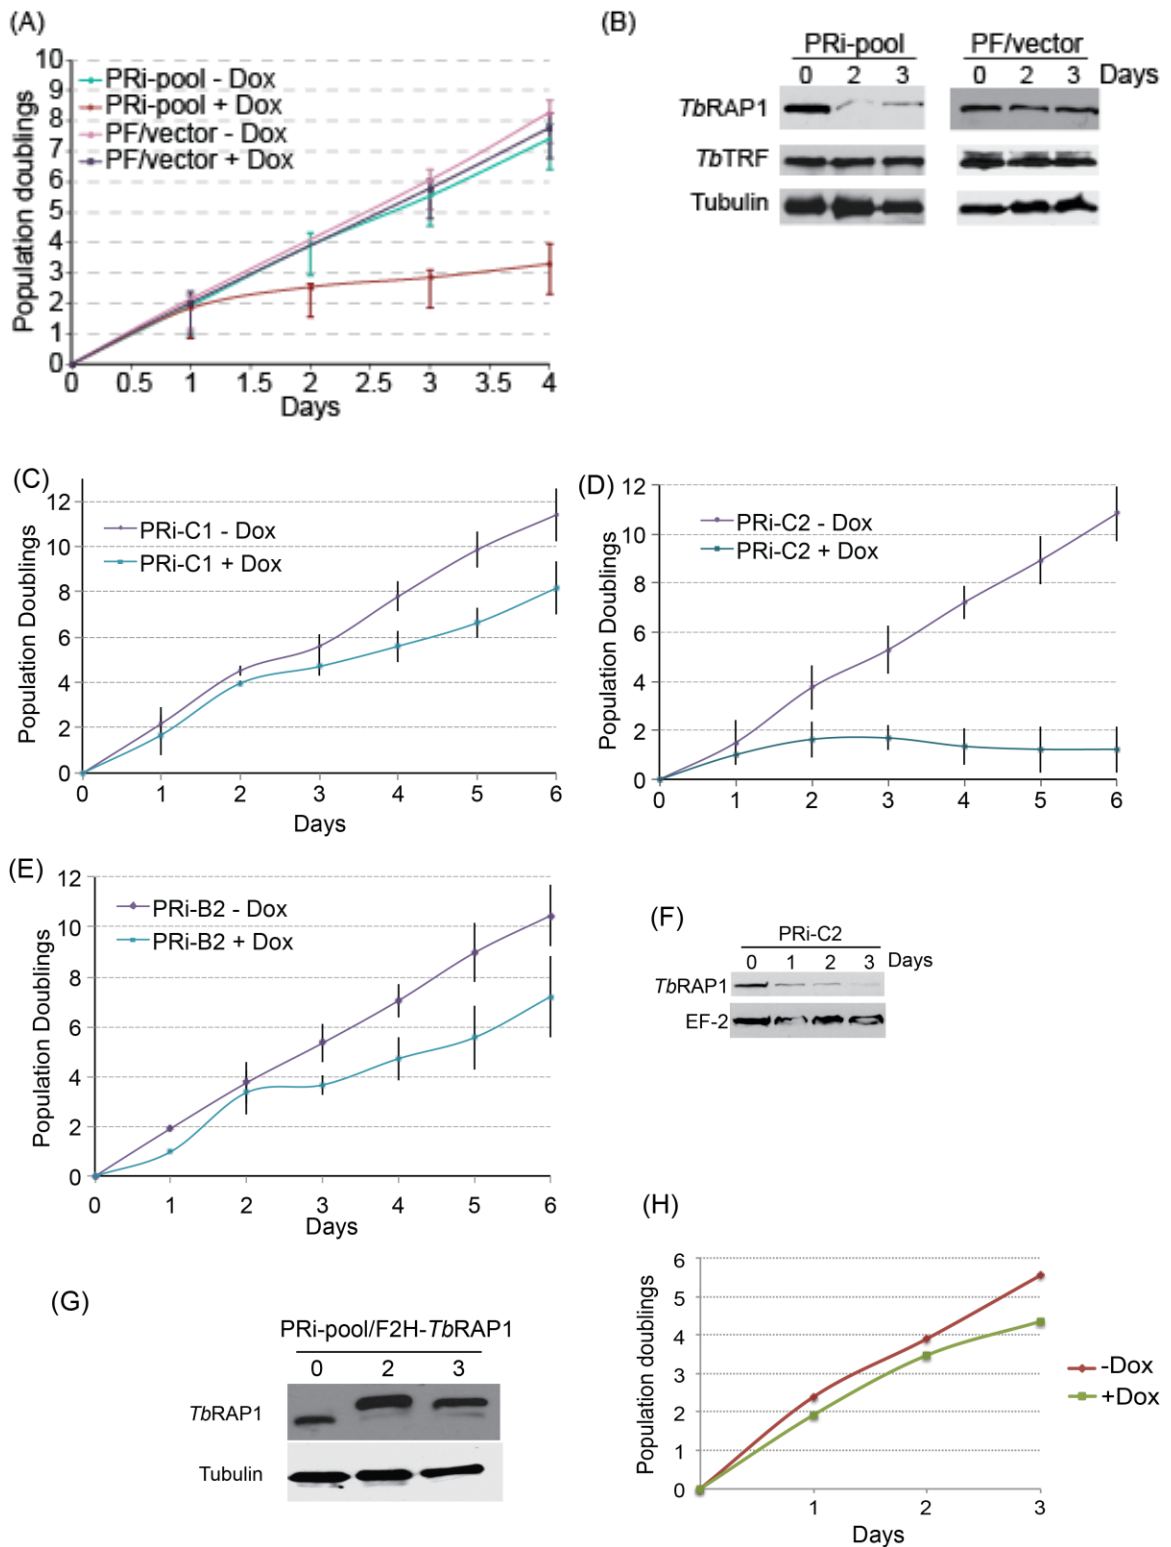 (A)
10
9
8
7
6
5
4
3
2
1
0
Population doublings
PRi-pool - Dox
PRi-pool + Dox
PF/vector - Dox
PF/vector + Dox
0 0.5 1 1.5 2 2.5 3 3.5 4
Days
(B)
PRi-pool PF/vector
0 2 3 0 2 3 Days
TbRAP1
TbTRF
Tubulin
(C)
12
10
8
6
4
2
0
Population Doublings
PRi-C1 - Dox
PRi-C1 + Dox
0 1 2 3 4 5 6
Days
(D)
12
10
8
6
4
2
0
Population Doublings
PRi-C2 - Dox
PRi-C2 + Dox
0 1 2 3 4 5 6
(E)
12
10
8
6
4
2
0
Population Doublings
PRi-B2 - Dox
PRi-B2 + Dox
0 1 2 3 4 5 6
Days
(F)
PRi-C2
0 1 2 3 Days
TbRAP1
EF-2
(G)
PRi-pool/F2H-TbRAP1
0 2 3
TbRAP1
Tubulin
(H)
6
5
4
3
2
1
0
Population doublings
-Dox
+Dox
1 2 3
Days